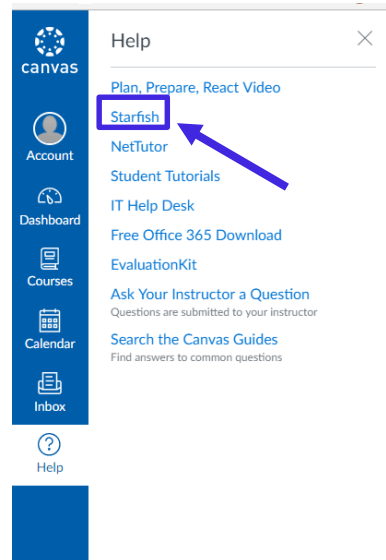 canvas
Account
Dashboard
Courses
Calendar
Inbox
Help
Help
Plan, Prepare, React Video
Starfish
NetTutor
Student Tutorials
IT Help Desk
Free Office 365 Download
EvaluationKit
Ask Your Instructor a Question
Questions are submitted to your instructor
Search the Canvas Guides
Find answers to common questions